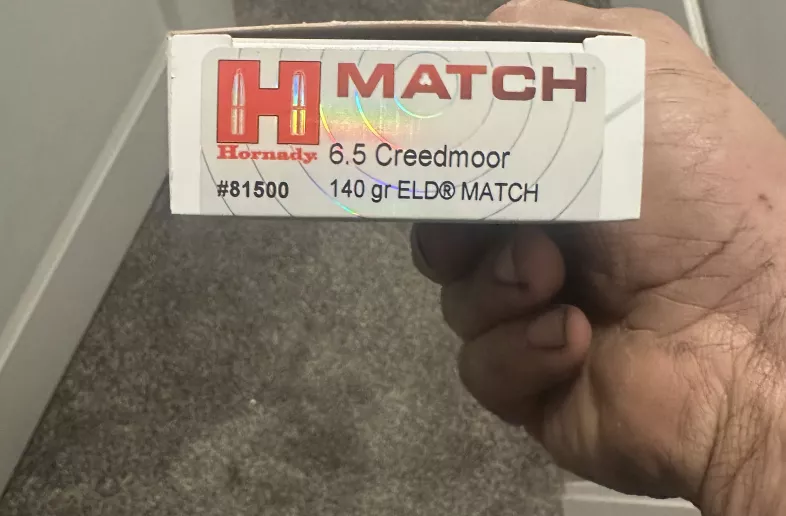 H MATCH
Hornady. 6.5 Creedmoor
#81500 140 gr ELD® MATCH